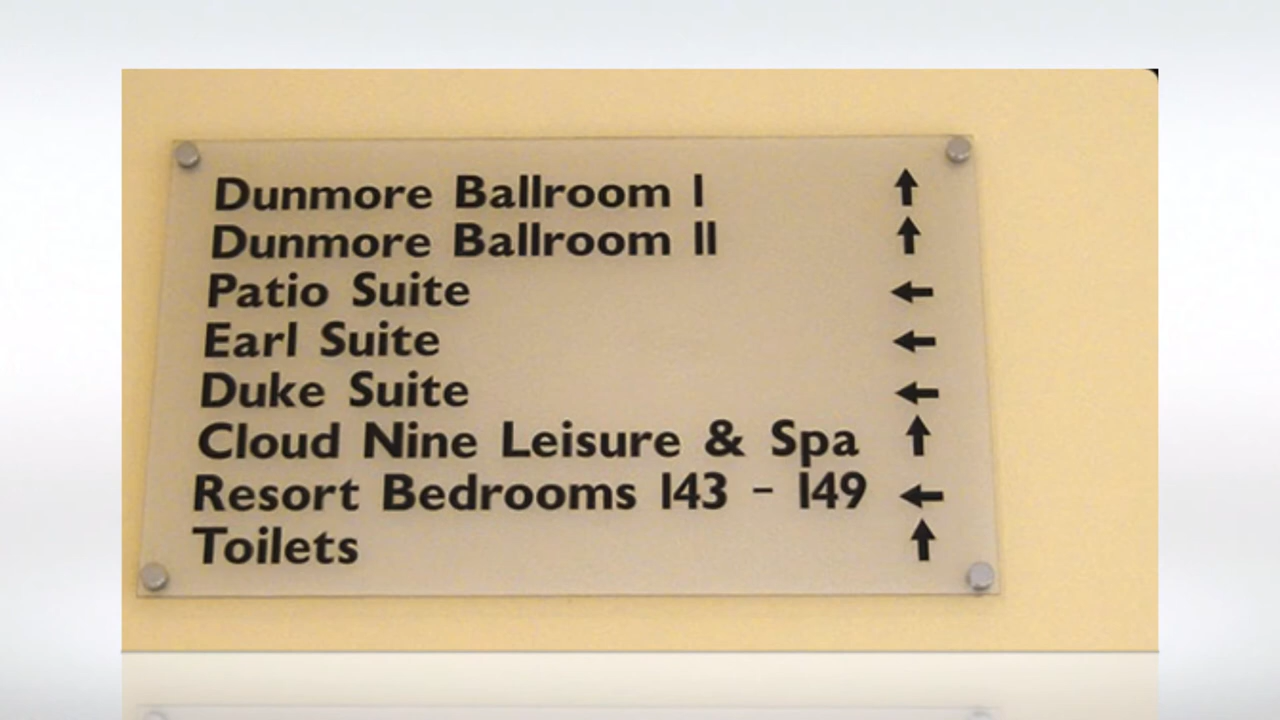 Dunmore Ballroom I ↑
Dunmore Ballroom II ↑
Patio Suite ←
Earl Suite ←
Duke Suite ←
Cloud Nine Leisure & Spa ↑
Resort Bedrooms 143 - 149 ←
Toilets ↑